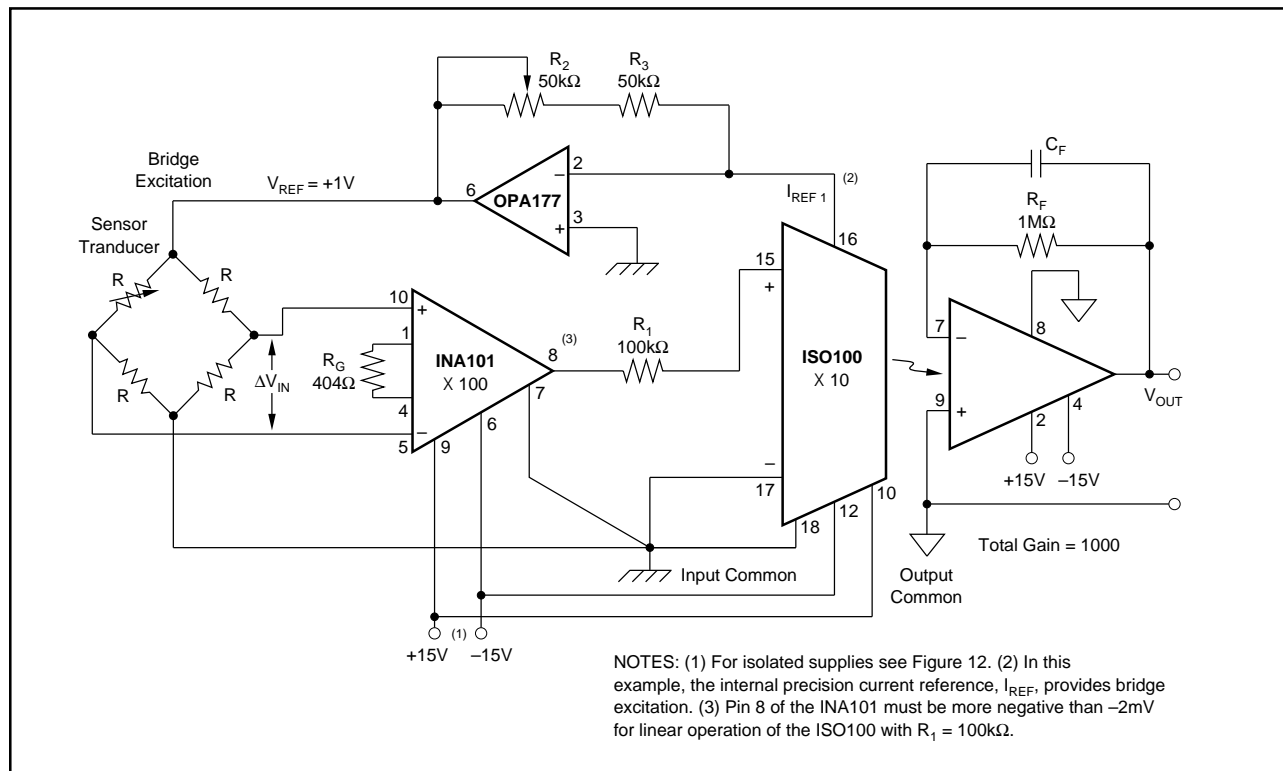 R2
50kΩ
R3
50kΩ
Bridge
Excitation
VREF = +1V
6
2
–
OPA177
3
+
IREF 1
(2)
16
CF
RF
1MΩ
Sensor
Tranducer
R
R
R
R
ΔVIN
10
+
1
RG
404Ω
4
5
–
INA101
X 100
9
6
7
8
(3)
R1
100kΩ
15
+
ISO100
X 10
–
17
18
12
10
7
–
8
9
+
2
4
+15V
–15V
VOUT
Total Gain = 1000
Input Common
Output
Common
(1)
+15V
–15V
NOTES: (1) For isolated supplies see Figure 12. (2) In this
example, the internal precision current reference, IREF, provides bridge
excitation. (3) Pin 8 of the INA101 must be more negative than –2mV
for linear operation of the ISO100 with R1 = 100kΩ.